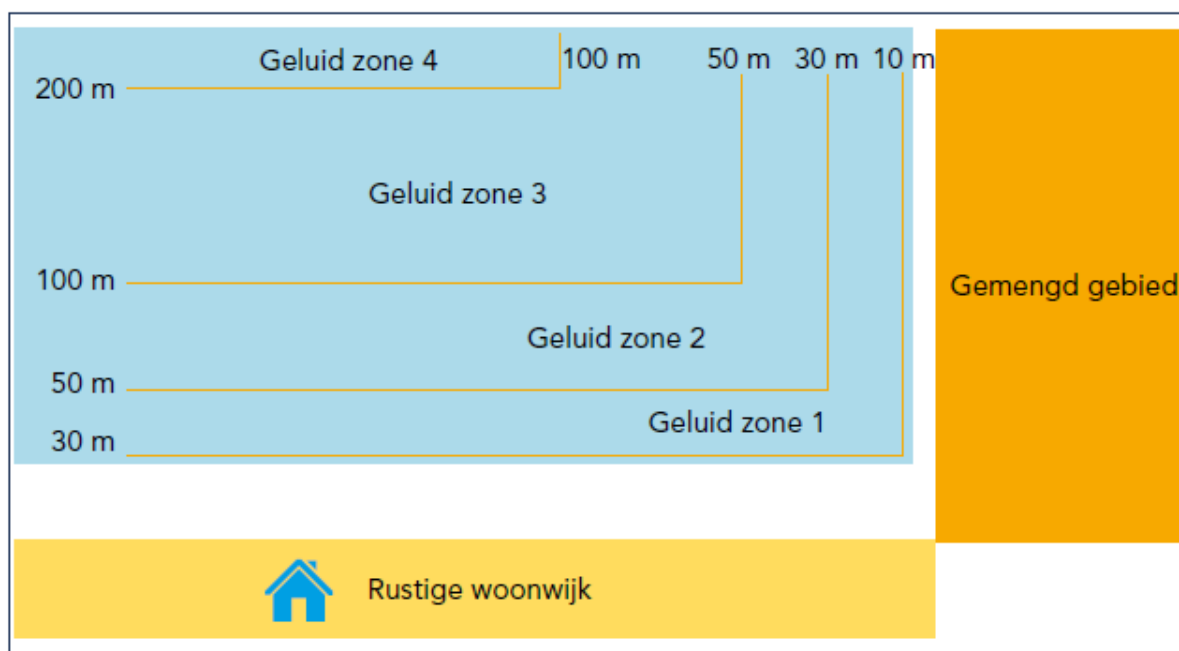 Geluid zone 4
100 m
50 m
30 m
10 m
200 m
Geluid zone 3
100 m
Gemengd gebied
Geluid zone 2
50 m
Geluid zone 1
30 m
Rustige woonwijk